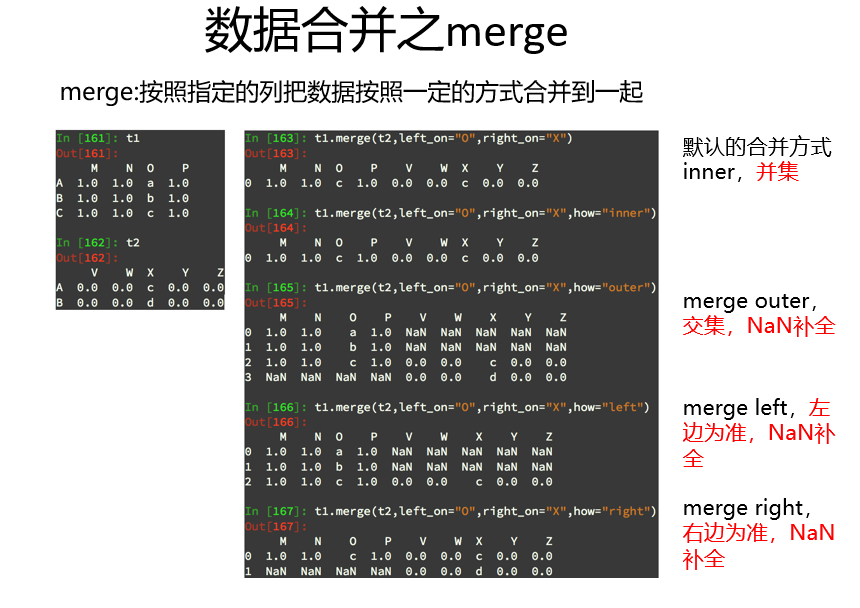 数据合并之merge
merge:按照指定的列把数据按照一定的方式合并到一起
In [161]: t1
Out[161]:
M N O P
A 1.0 1.0 a 1.0
B 1.0 1.0 b 1.0
C 1.0 1.0 c 1.0
In [162]: t2
Out[162]:
V W X Y Z
A 0.0 0.0 c 0.0 0.0
B 0.0 0.0 d 0.0 0.0
In [163]: t1.merge(t2,left_on="O",right_on="X")
Out[163]:
M N O P V W X Y Z
0 1.0 1.0 c 1.0 0.0 0.0 c 0.0 0.0
In [164]: t1.merge(t2,left_on="O",right_on="X",how="inner")
Out[164]:
M N O P V W X Y Z
0 1.0 1.0 c 1.0 0.0 0.0 c 0.0 0.0
In [165]: t1.merge(t2,left_on="O",right_on="X",how="outer")
Out[165]:
M N O P V W X Y Z
0 1.0 1.0 a 1.0 NaN NaN NaN NaN NaN
1 1.0 1.0 b 1.0 NaN NaN NaN NaN NaN
2 1.0 1.0 c 1.0 0.0 0.0 c 0.0 0.0
3 NaN NaN NaN NaN 0.0 0.0 d 0.0 0.0
In [166]: t1.merge(t2,left_on="O",right_on="X",how="left")
Out[166]:
M N O P V W X Y Z
0 1.0 1.0 a 1.0 NaN NaN NaN NaN NaN
1 1.0 1.0 b 1.0 NaN NaN NaN NaN NaN
2 1.0 1.0 c 1.0 0.0 0.0 c 0.0 0.0
In [167]: t1.merge(t2,left_on="O",right_on="X",how="right")
Out[167]:
M N O P V W X Y Z
0 1.0 1.0 c 1.0 0.0 0.0 c 0.0 0.0
1 NaN NaN NaN NaN 0.0 0.0 d 0.0 0.0
默认的合并方式
inner，并集
merge outer，
交集，NaN补全
merge left，左
边为准，NaN补
全
merge right，
右边为准，NaN
补全